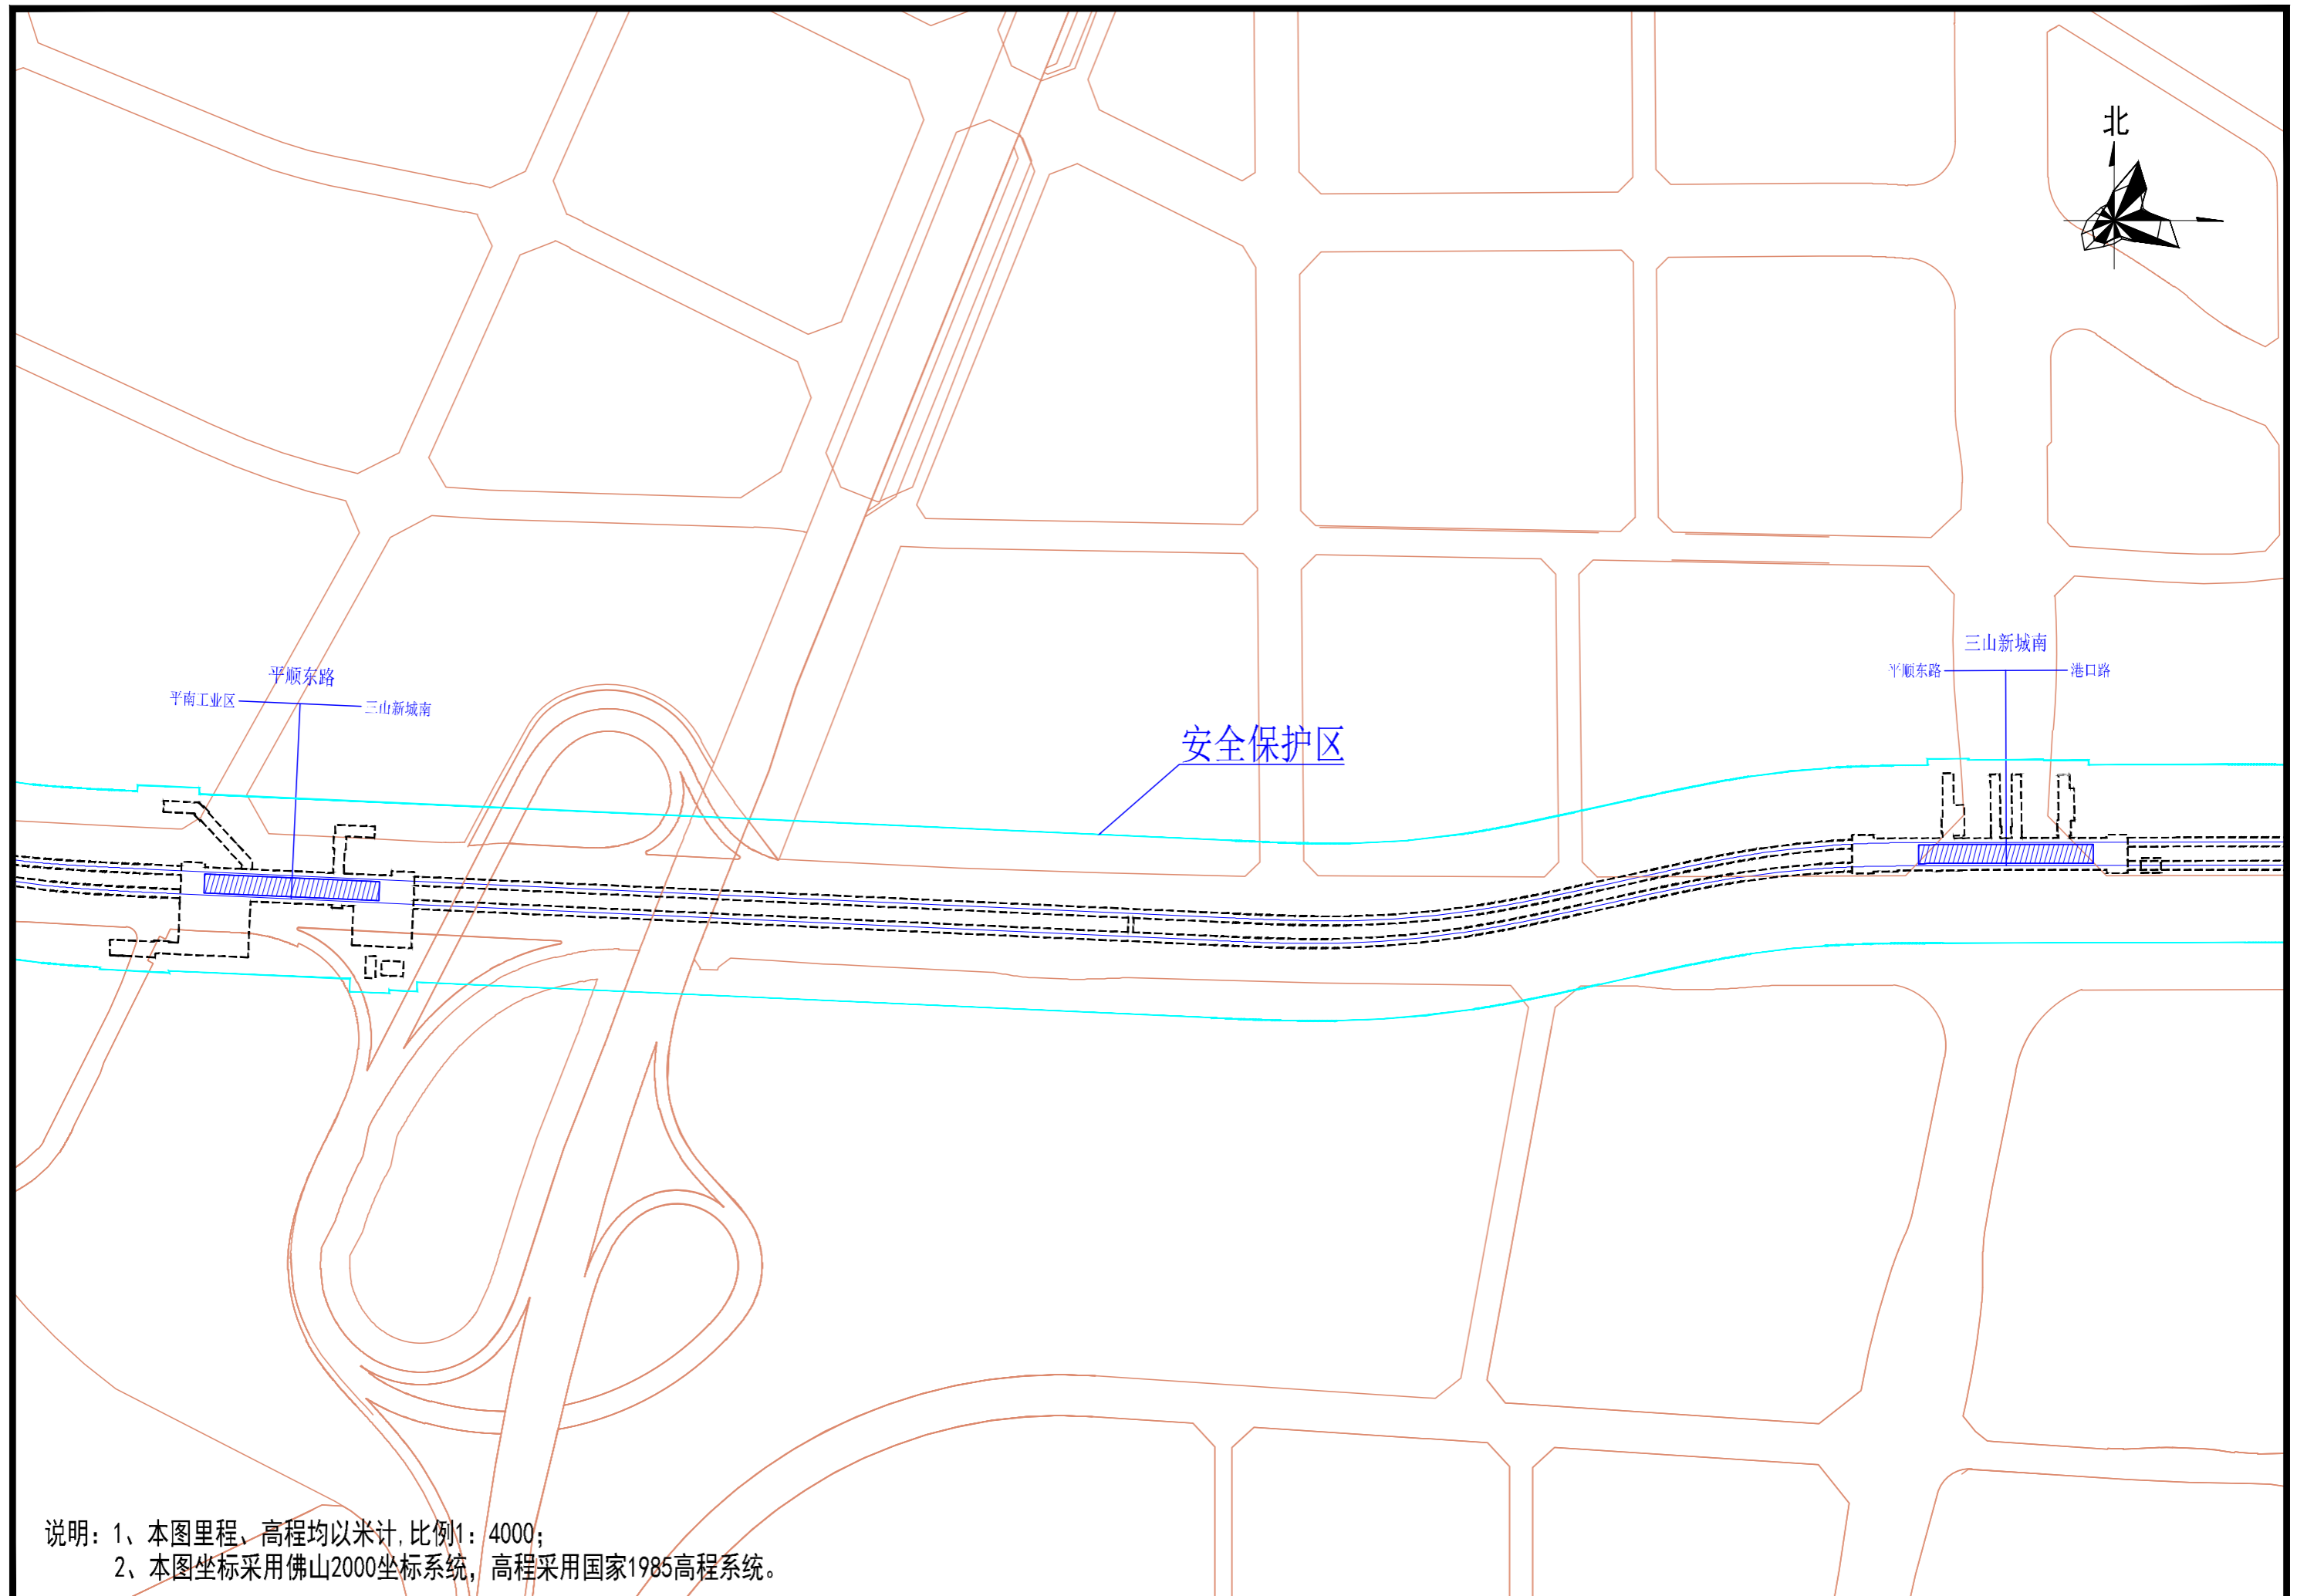 北
三山新城南
平顺东路
港口路
平顺东路
平南工业区
三山新城南
安全保护区
说明：1、本图里程、高程均以米计,比例1：4000；
2、本图坐标采用佛山2000坐标系统，高程采用国家1985高程系统。